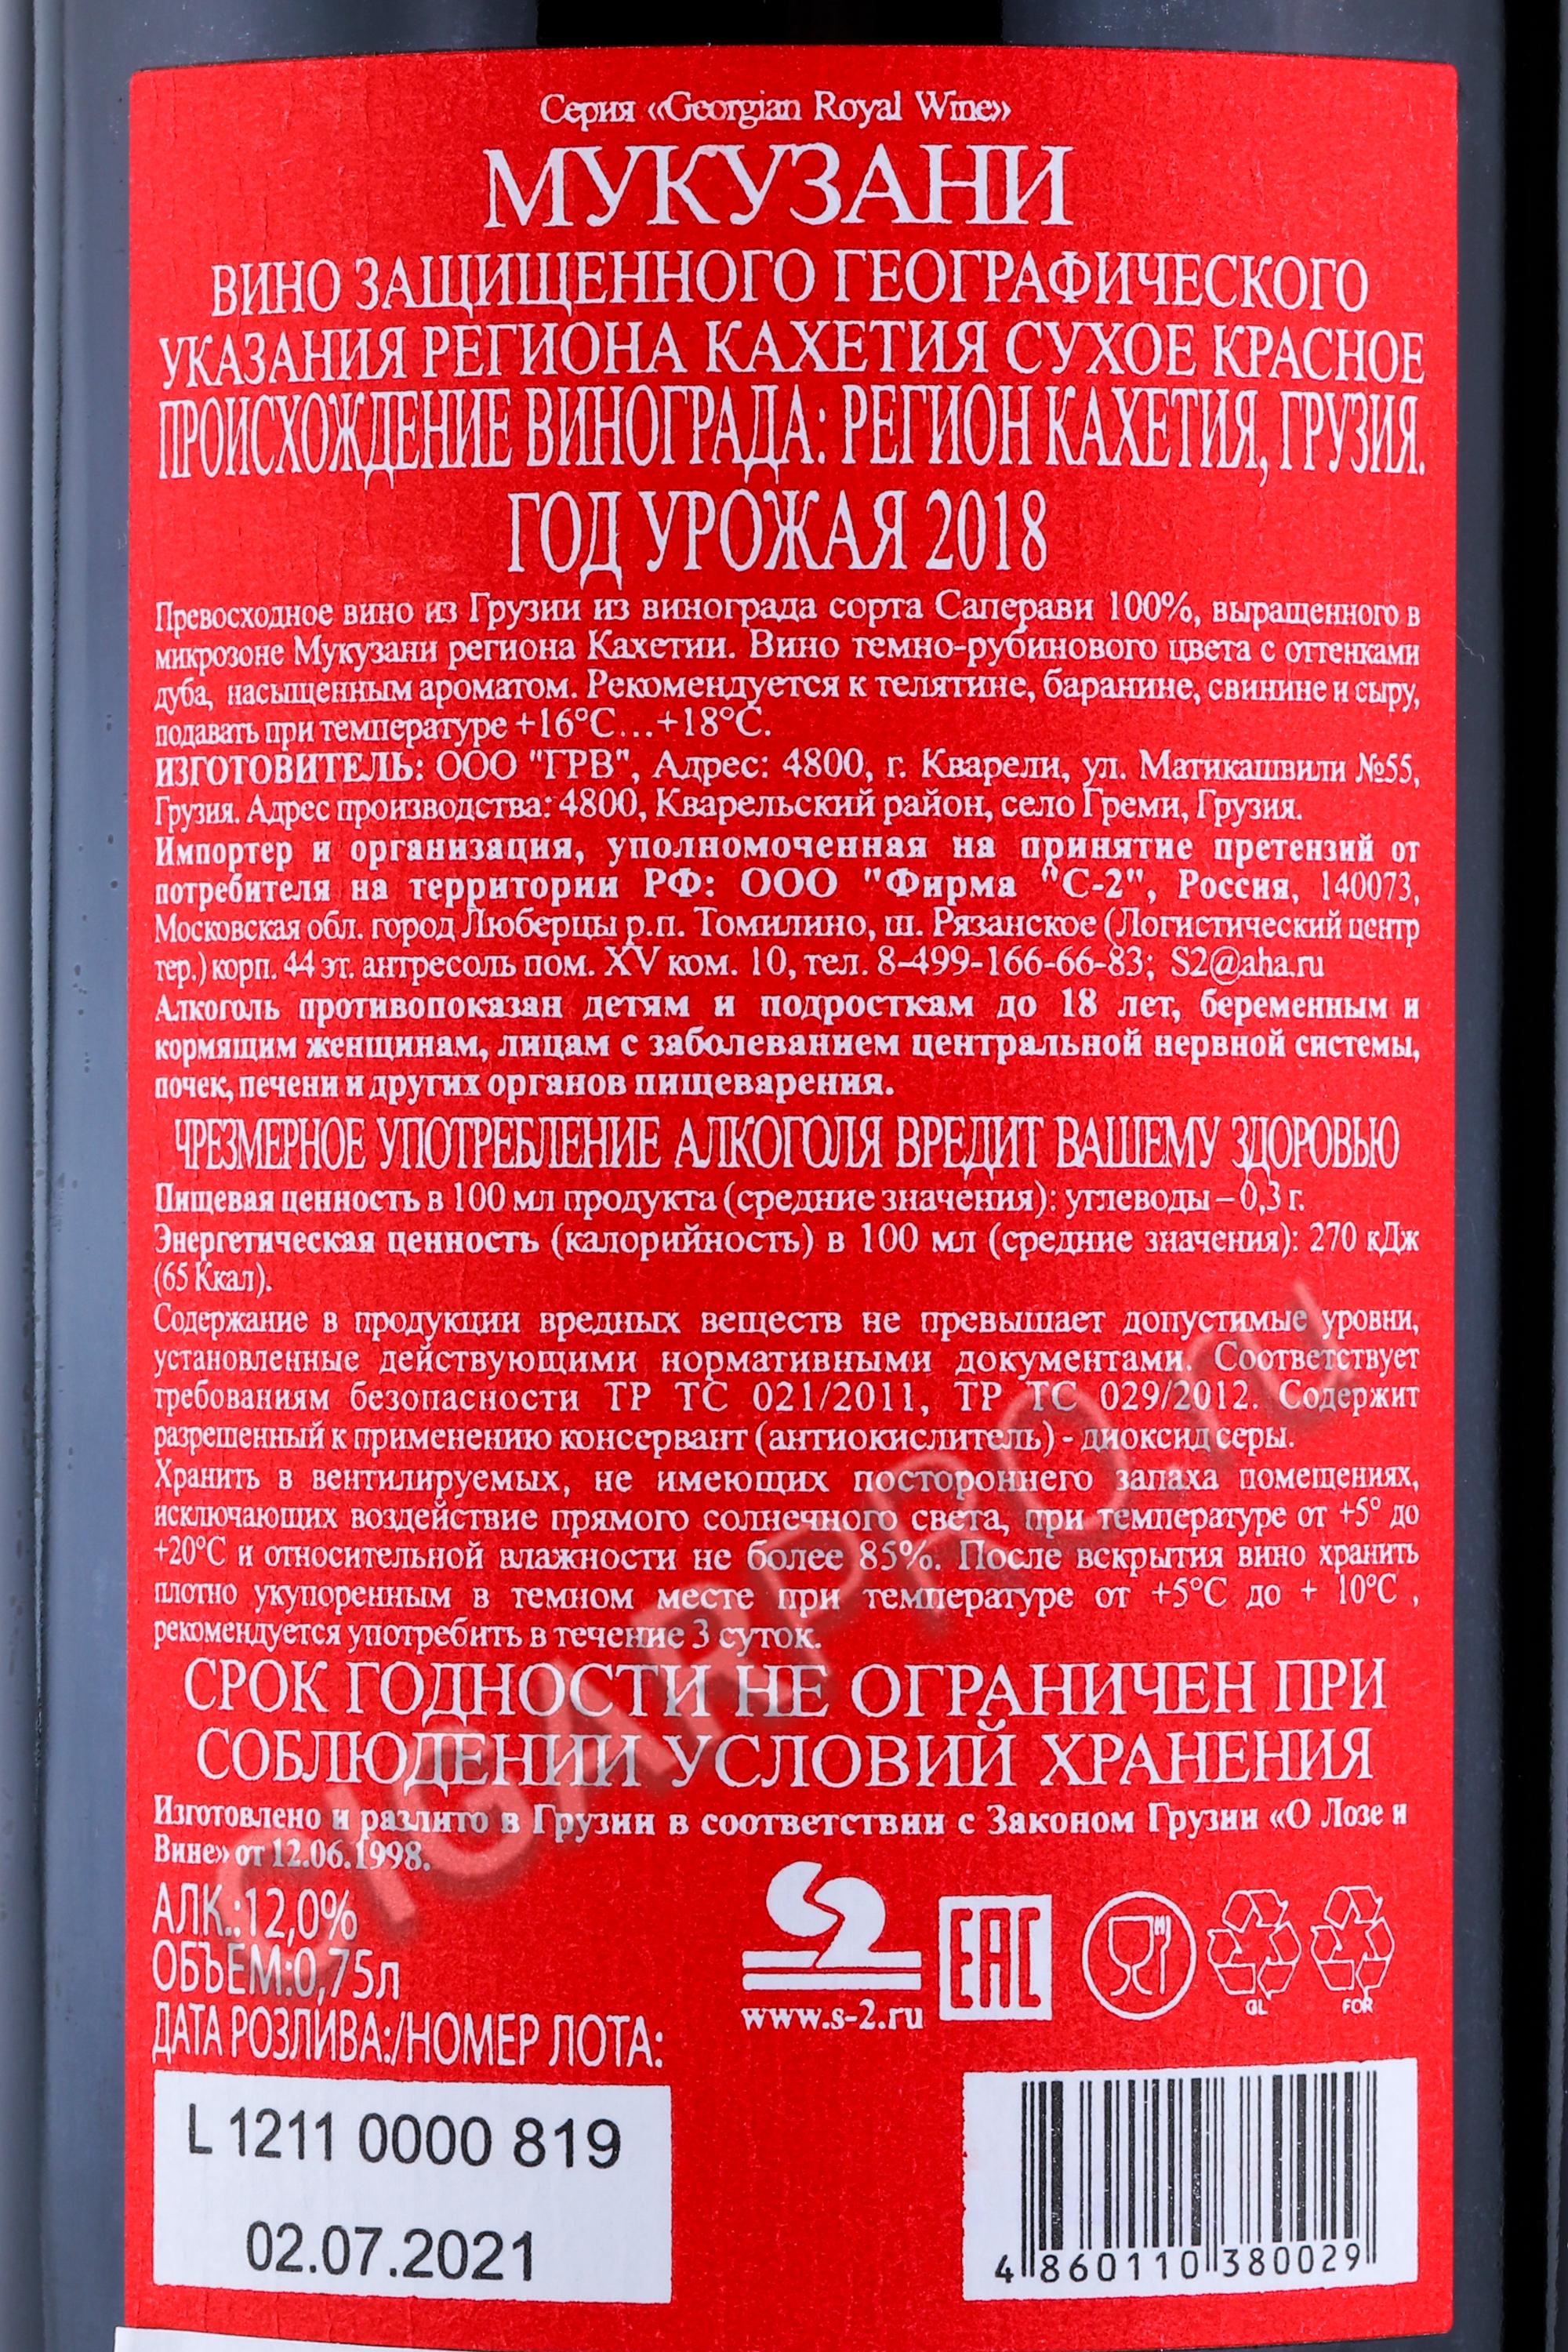 Серия «Georgian Royal Wine»
МУКУЗАНИ
ВИНО ЗАЩИЩЕННОГО ГЕОГРАФИЧЕСКОГО
УКАЗАНИЯ РЕГИОНА КАХЕТИЯ СУХОЕ КРАСНОЕ
ПРОИСХОЖДЕНИЕ ВИНОГРАДА: РЕГИОН КАХЕТИЯ, ГРУЗИЯ.
ГОД УРОЖАЯ 2018
Превосходное вино из Грузии из винограда сорта Саперави 100%, выращенного в
микрозоне Мукузани региона Кахетии. Вино темно-рубинового цвета с оттенками
дуба, насыщенным ароматом. Рекомендуется к телятине, баранине, свинине и сыру,
подавать при температуре +16°С...+18°С.
ИЗГОТОВИТЕЛЬ: ООО "ГРВ", Адрес: 4800, г. Кварели, ул. Матикашвили №55,
Грузия. Адрес производства: 4800, Кварельский район, село Греми, Грузия.
Импортер и организация, уполномоченная на принятие претензий от
потребителя на территории РФ: ООО "Фирма "С-2", Россия, 140073,
Московская обл. город Люберцы р.п. Томилино, ш. Рязанское (Логистический центр
тер.) корп. 44 эт. антресоль пом. XV ком. 10, тел. 8-499-166-66-83; S2@aha.ru
Алкоголь противопоказан детям и подросткам до 18 лет, беременным и
кормящим женщинам, лицам с заболеванием центральной нервной системы,
почек, печени и других органов пищеварения.
ЧРЕЗМЕРНОЕ УПОТРЕБЛЕНИЕ АЛКОГОЛЯ ВРЕДИТ ВАШЕМУ ЗДОРОВЬЮ
Пищевая ценность в 100 мл продукта (средние значения): углеводы – 0,3 г.
Энергетическая ценность (калорийность) в 100 мл (средние значения): 270 кДж
(65 Ккал).
Содержание в продукции вредных веществ не превышает допустимые уровни,
установленные действующими нормативными документами. Соответствует
требованиям безопасности ТР ТС 021/2011, ТР ТС 029/2012. Содержит
разрешенный к применению консервант (антиокислитель) - диоксид серы.
Хранить в вентилируемых, не имеющих постороннего запаха помещениях,
исключающих воздействие прямого солнечного света, при температуре от +5° до
+20°С и относительной влажности не более 85%. После вскрытия вино хранить
плотно укупоренным в темном месте при температуре от +5°С до + 10°С ,
рекомендуется употребить в течение 3 суток.
СРОК ГОДНОСТИ НЕ ОГРАНИЧЕН ПРИ
СОБЛЮДЕНИИ УСЛОВИЙ ХРАНЕНИЯ
Изготовлено и разлито в Грузии в соответствии с Законом Грузии «О Лозе и
Вине» от 12.06.1998.
АЛК.:12,0%
ОБЪЕМ:0,75л
ДАТА РОЗЛИВА:/НОМЕР ЛОТА:
www.s-2.ru
EAC
GL
FOR
L 1211 0000 819
02.07.2021
4 860110 380029
CIGARPRO.ru